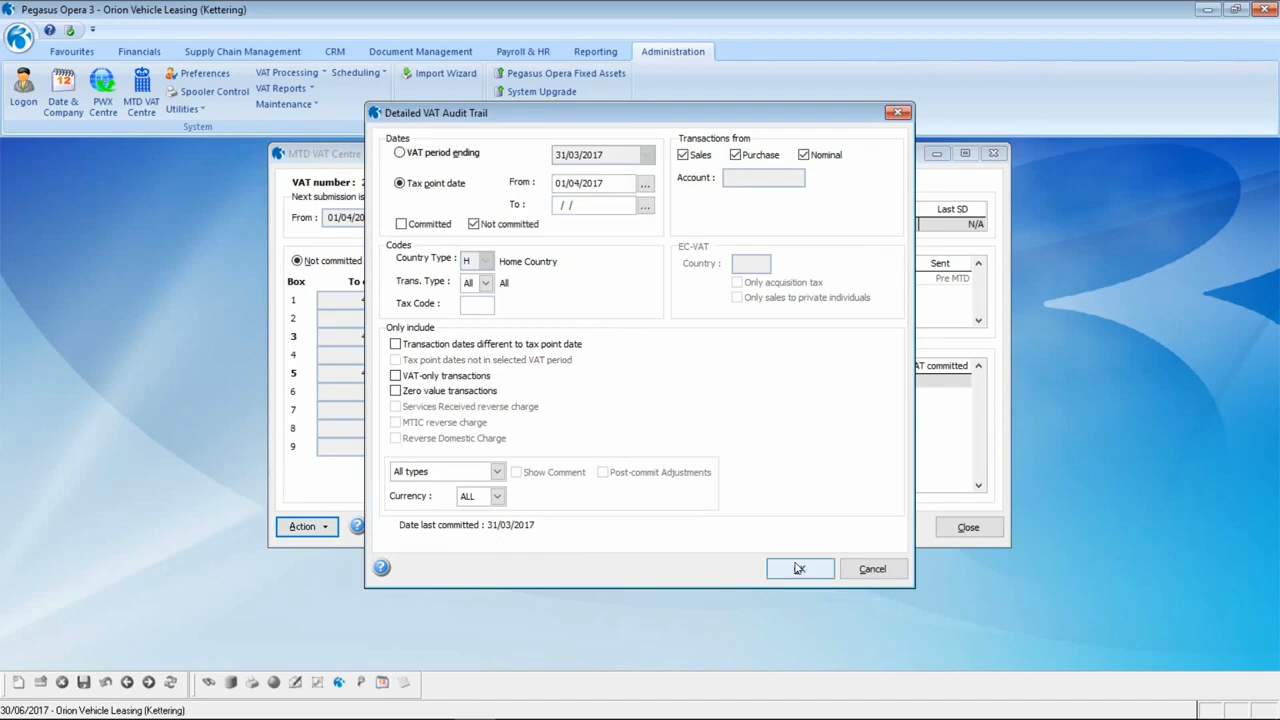 Pegasus Opera 3 - Orion Vehicle Leasing (Kettering)
Favourites Financials Supply Chain Management CRM Document Management Payroll & HR Reporting Administration
Logon
Date & Company
PWX Centre
MTD VAT Centre
Preferences
Spooler Control
Utilities
VAT Processing
VAT Reports
Maintenance
Scheduling
Import Wizard
Pegasus Opera Fixed Assets
System Upgrade
System
MTD VAT Centre
VAT number : 2
Next submission is
From : 01/04/20
Not committed
Box To
1
2
3
4
5
6
7
8
9
Action
Detailed VAT Audit Trail
Dates
VAT period ending 31/03/2017
Tax point date From : 01/04/2017 ...
To : / / ...
Committed Not committed
Transactions from
Sales Purchase Nominal
Account :
Codes
Country Type : H Home Country
Trans. Type : All All
Tax Code :
EC-VAT
Country :
Only acquisition tax
Only sales to private individuals
Only include
Transaction dates different to tax point date
Tax point dates not in selected VAT period
VAT-only transactions
Zero value transactions
Services Received reverse charge
MTIC reverse charge
Reverse Domestic Charge
All types Show Comment Post-commit Adjustments
Currency : ALL
Date last committed : 31/03/2017
Cancel
Last SD
N/A
Sent
Pre MTD
AT committed
Close
30/06/2017 - Orion Vehicle Leasing (Kettering)